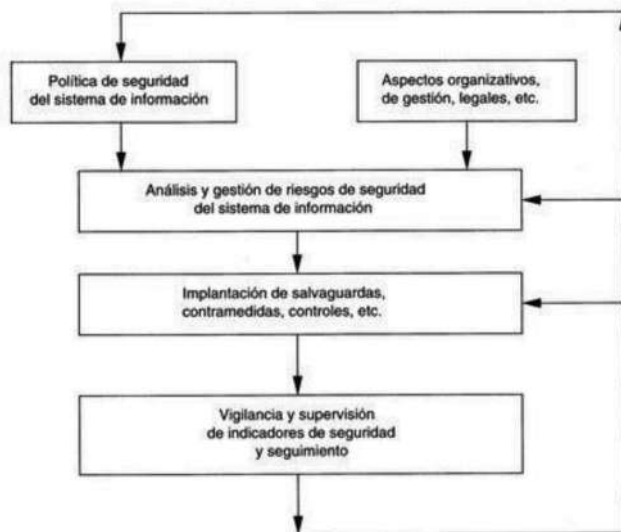 Política de seguridad
del sistema de información
Aspectos organizativos,
de gestión, legales, etc.
Análisis y gestión de riesgos de seguridad
del sistema de información
Implantación de salvaguardas,
contramedidas, controles, etc.
Vigilancia y supervisión
de indicadores de seguridad
y seguimiento